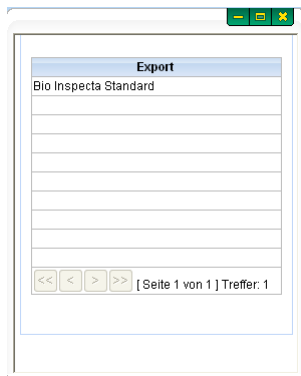 Export
Bio Inspecta Standard
<< < > >> [ Seite 1 von 1 ] Treffer: 1